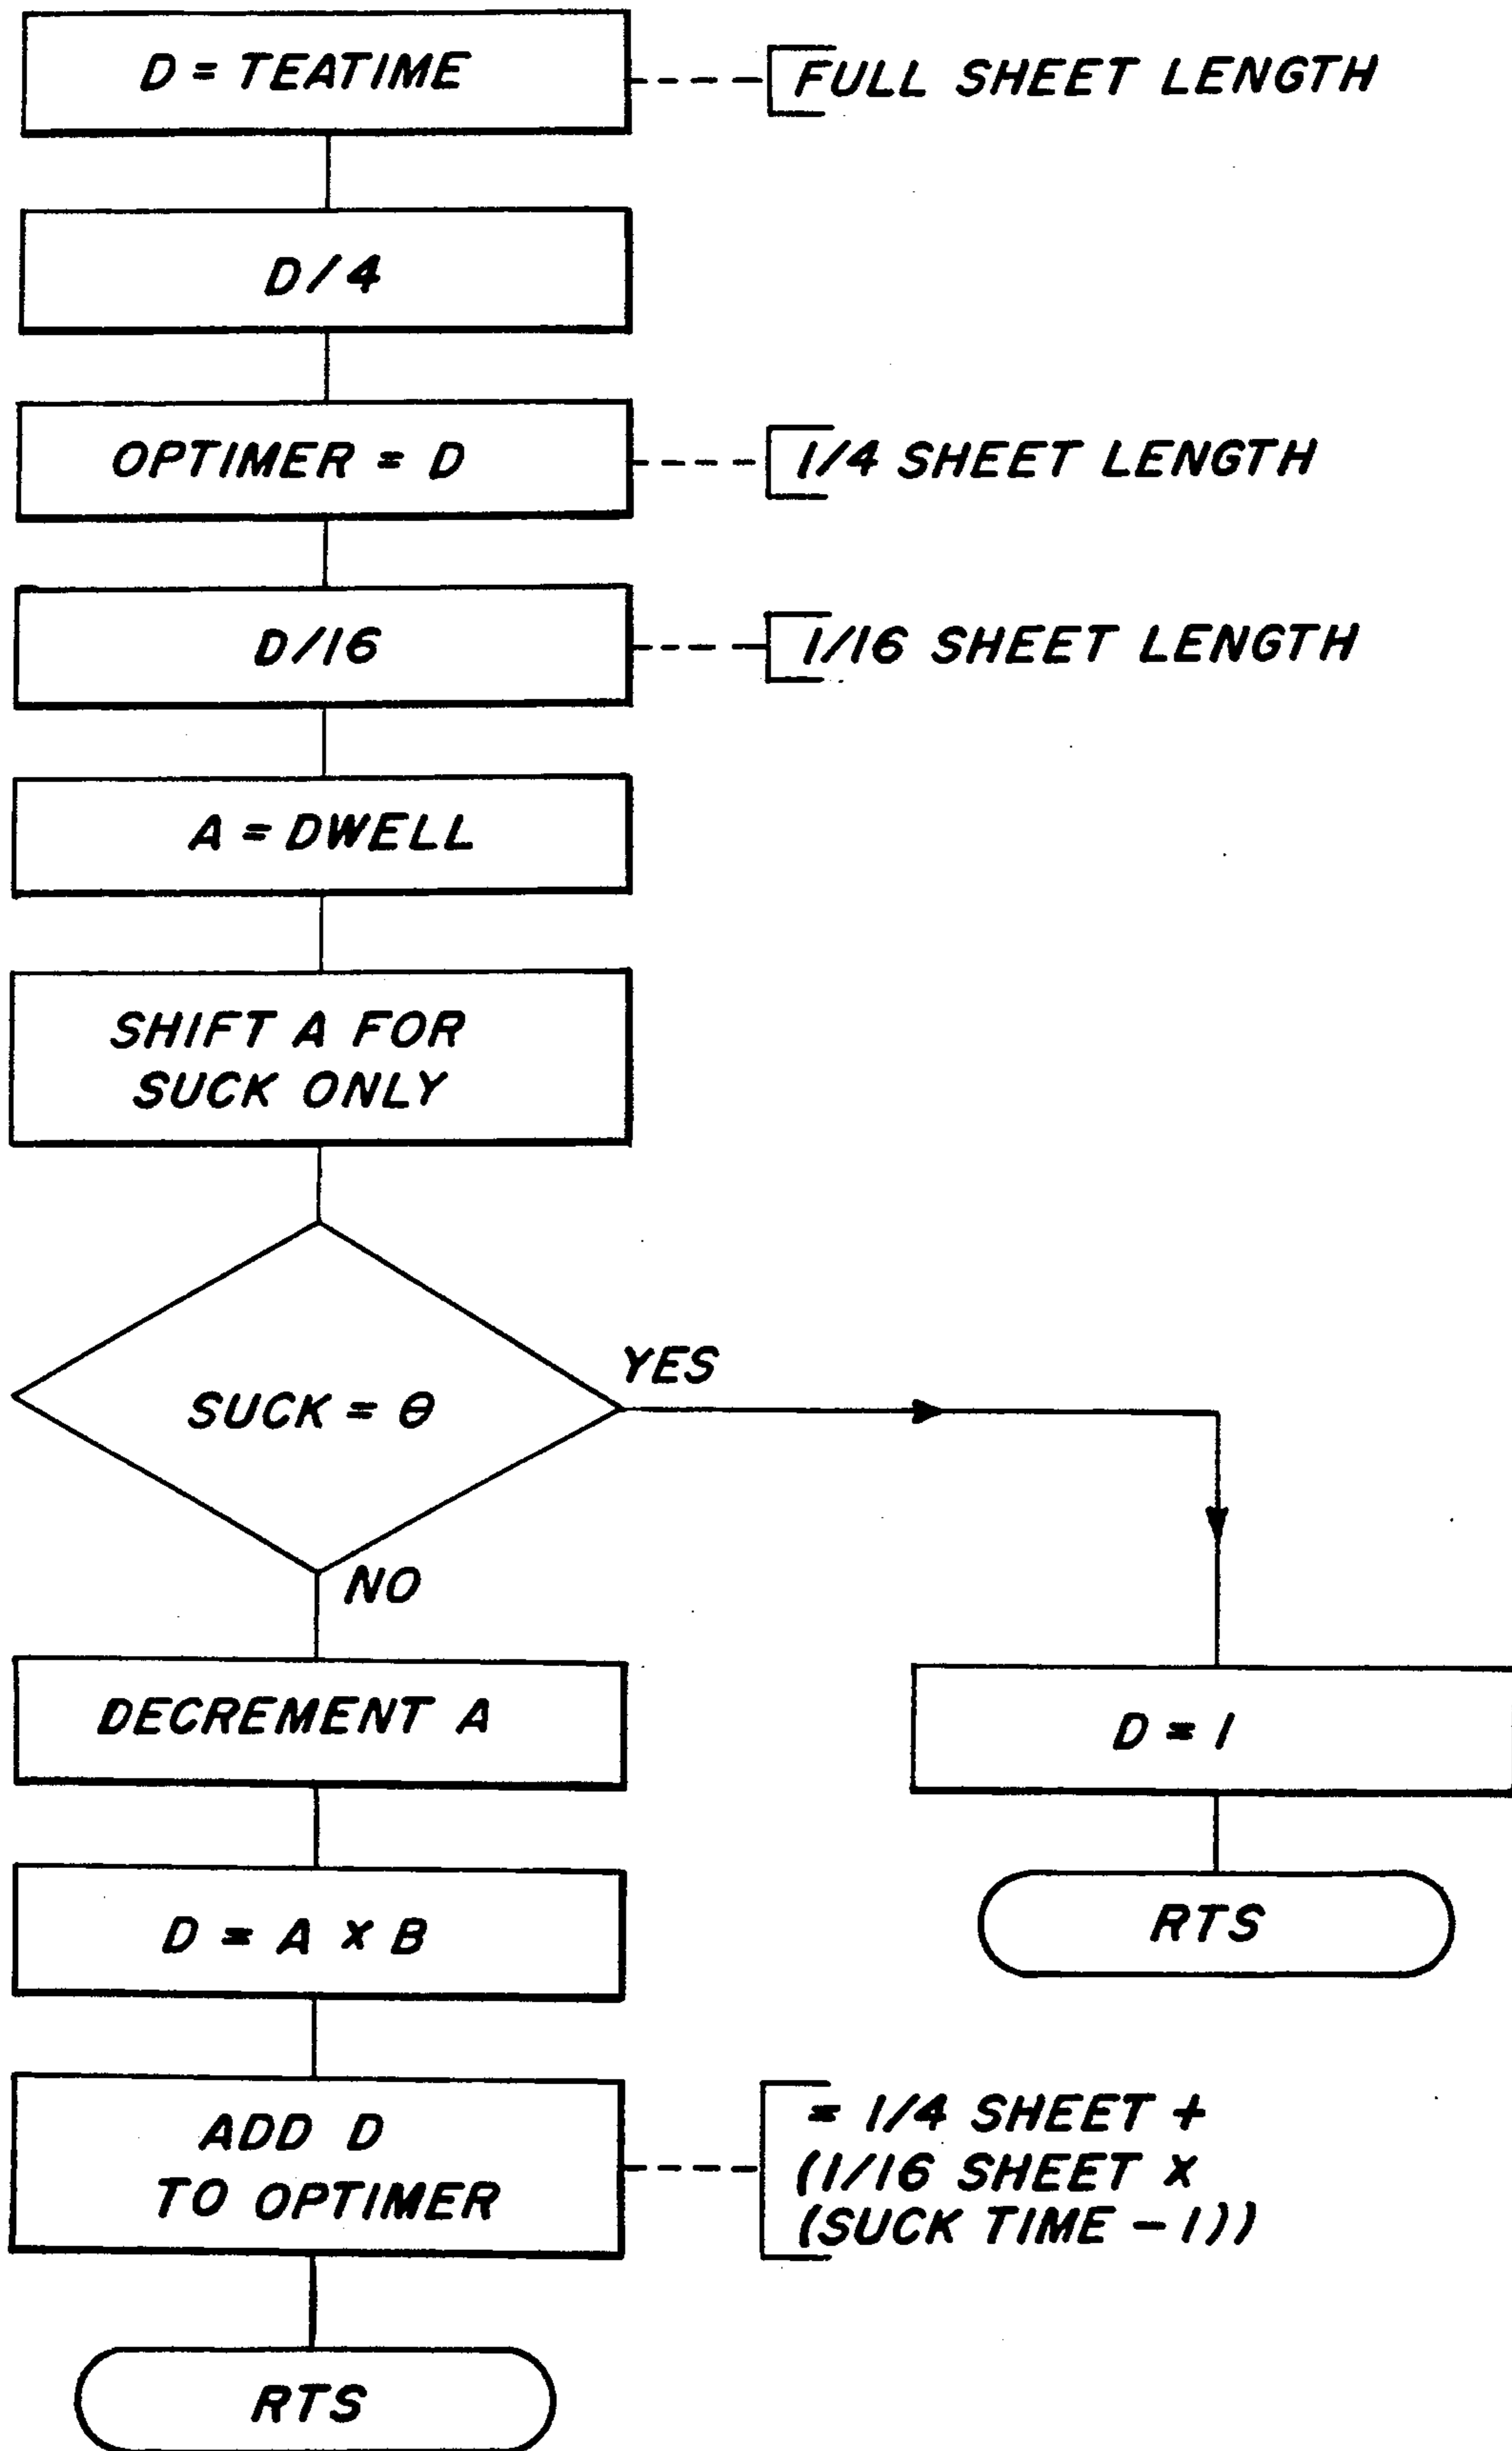 D = TEATIME
FULL SHEET LENGTH
D/4
OPTIMER = D
1/4 SHEET LENGTH
D/16
1/16 SHEET LENGTH
A = DWELL
SHIFT A FOR
SUCK ONLY
SUCK = θ
YES
NO
DECREMENT A
D = 1
D = A × B
RTS
ADD D
TO OPTIMER
= 1/4 SHEET +
(1/16 SHEET ×
(SUCK TIME – 1))
RTS